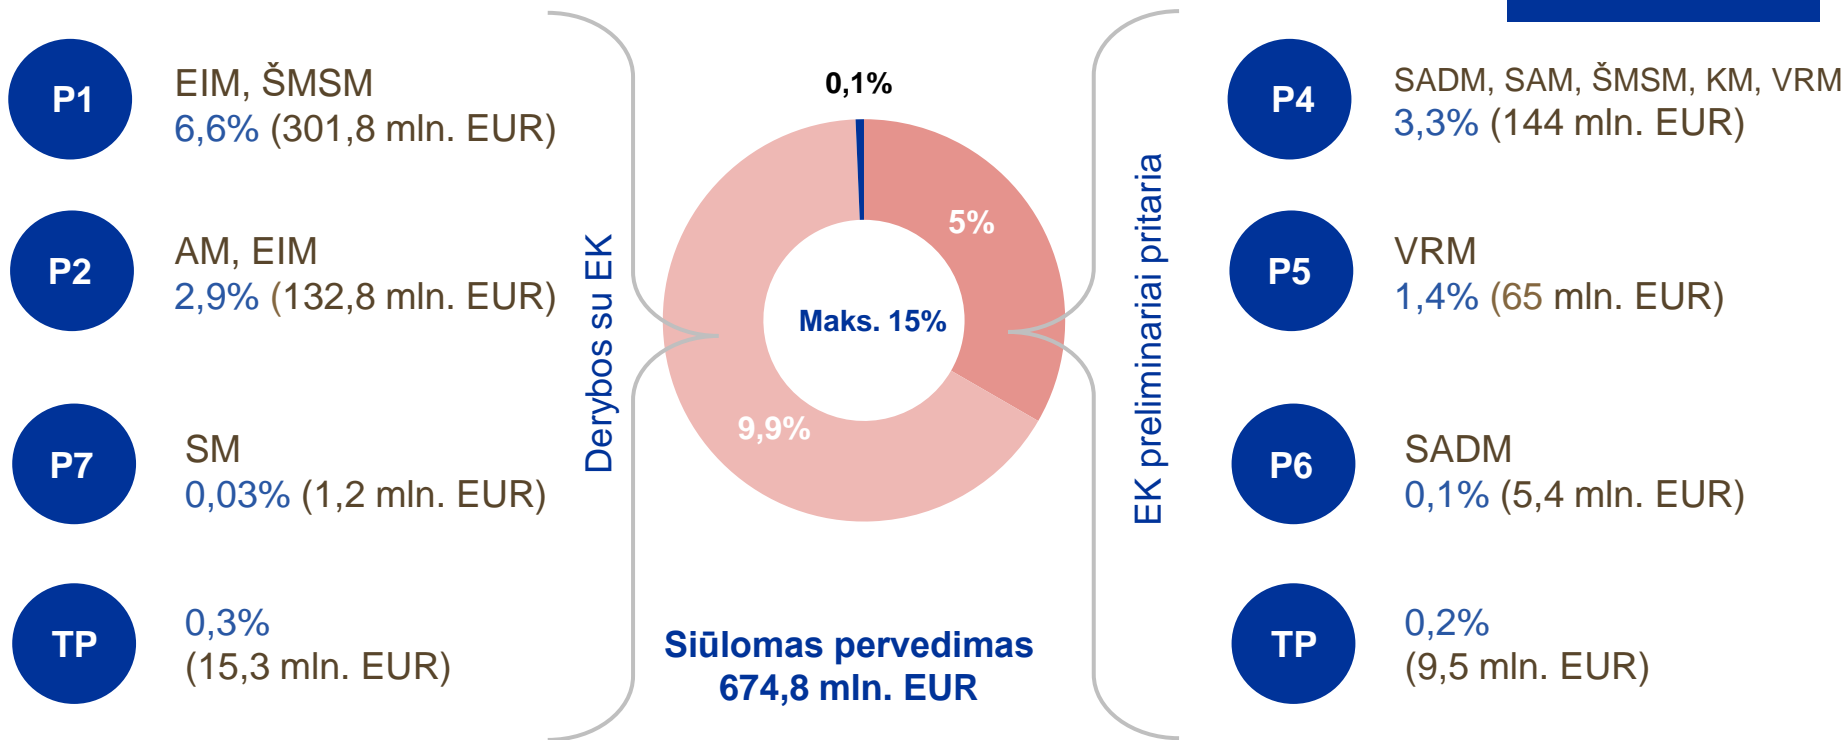 P1
EIM, ŠMSM
6,6% (301,8 mln. EUR)
P2
AM, EIM
2,9% (132,8 mln. EUR)
P7
SM
0,03% (1,2 mln. EUR)
TP
0,3%
(15,3 mln. EUR)
Derybos su EK
0,1%
5%
Maks. 15%
9,9%
Siūlomas pervedimas
674,8 mln. EUR
EK preliminariai pritaria
P4
SADM, SAM, ŠMSM, KM, VRM
3,3% (144 mln. EUR)
P5
VRM
1,4% (65 mln. EUR)
P6
SADM
0,1% (5,4 mln. EUR)
TP
0,2%
(9,5 mln. EUR)